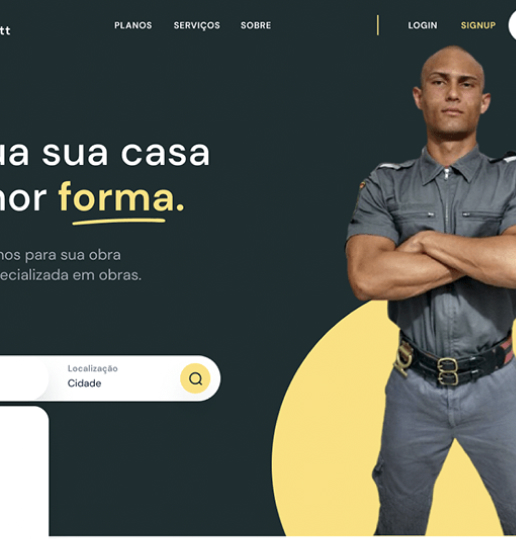 tt
PLANOS SERVIÇOS SOBRE LOGIN SIGNUP
ua sua casa
hor forma.
nos para sua obra
pecializada em obras.
Localização
Cidade